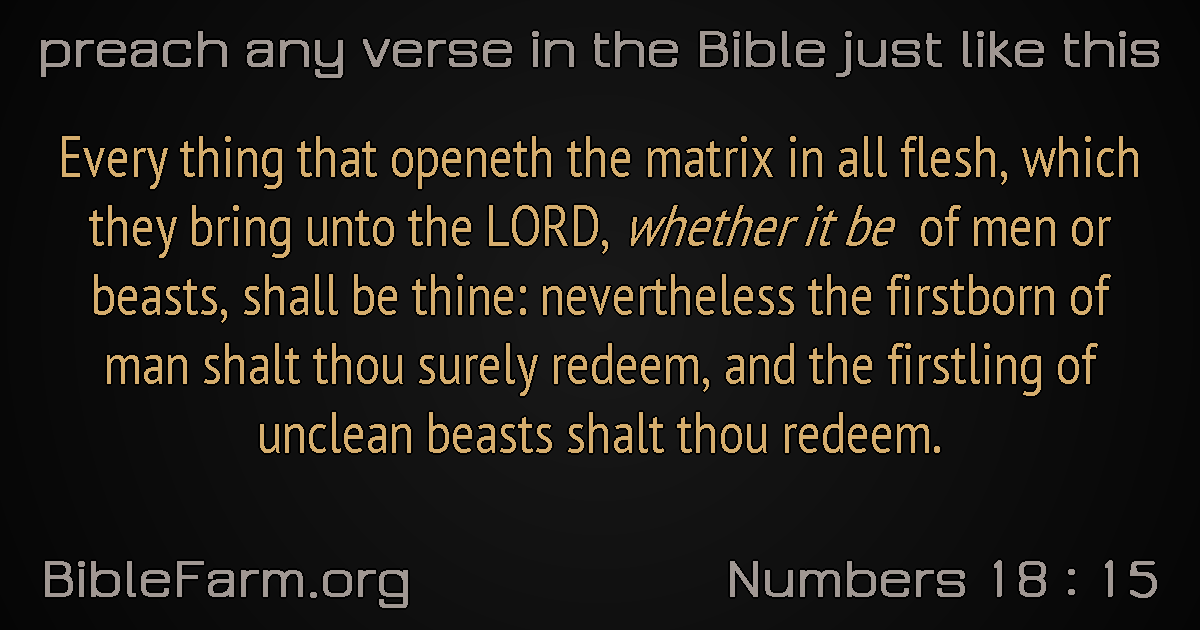 preach any verse in the Bible just like this
Every thing that openeth the matrix in all flesh, which
they bring unto the LORD, whether it be of men or
beasts, shall be thine: nevertheless the firstborn of
man shalt thou surely redeem, and the firstling of
unclean beasts shalt thou redeem.
BibleFarm.org
Numbers 18 : 15